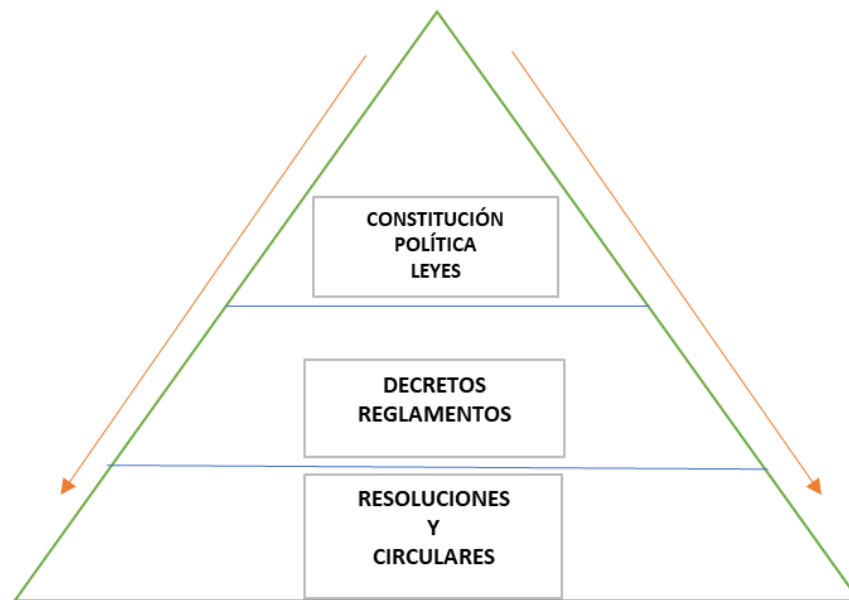 CONSTITUCIÓN
POLÍTICA
LEYES
DECRETOS
REGLAMENTOS
RESOLUCIONES
Y
CIRCULARES